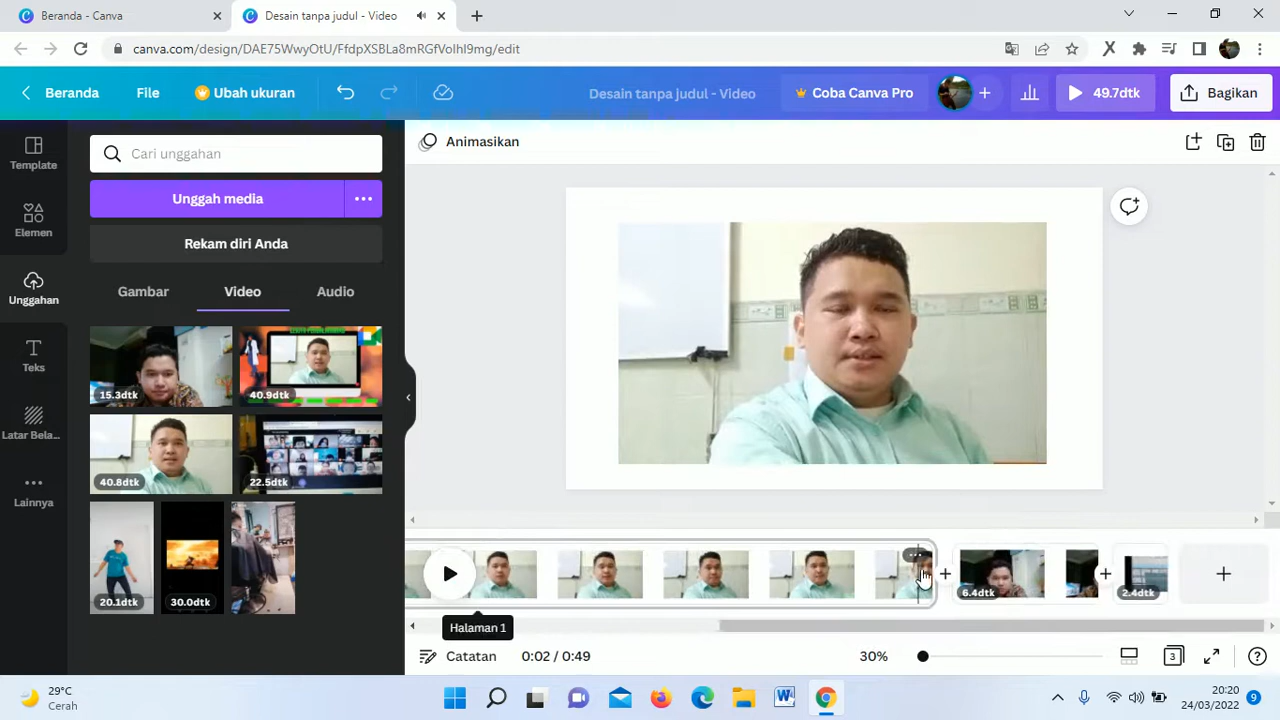 Beranda - Canva
Desain tanpa judul - Video
canva.com/design/DAE75WwyOtU/FfdpXSBLa8mRGfVolhI9mg/edit
Beranda
File
Ubah ukuran
Desain tanpa judul - Video
Coba Canva Pro
49.7dtk
Bagikan
Template
Elemen
Unggahan
Teks
Latar Bela...
Lainnya
Cari unggahan
Unggah media
Rekam diri Anda
Gambar
Video
Audio
15.3dtk
40.9dtk
40.8dtk
22.5dtk
20.1dtk
30.0dtk
Animasikan
6.4dtk
2.4dtk
Halaman 1
Catatan
0:02 / 0:49
30%
3
29°C
Cerah
20:20
24/03/2022
9